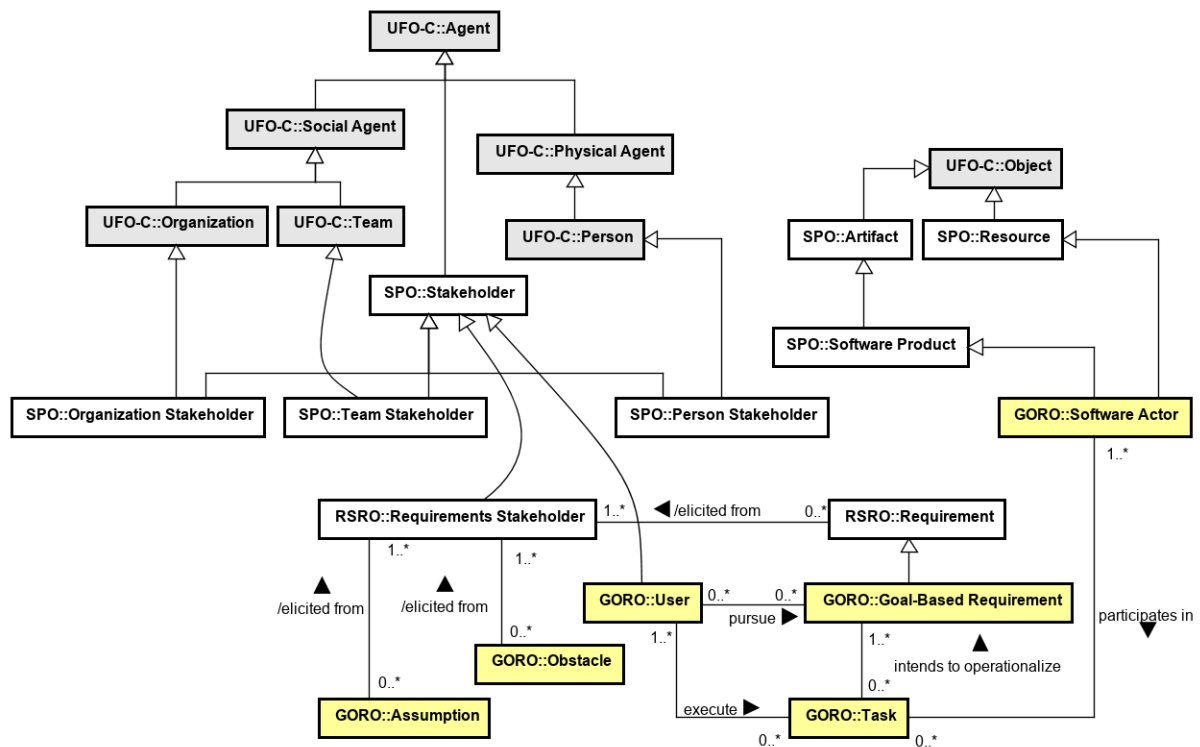 UFO-C::Agent
UFO-C::Social Agent
UFO-C::Physical Agent
UFO-C::Object
UFO-C::Organization
UFO-C::Team
UFO-C::Person
SPO::Artifact
SPO::Resource
SPO::Stakeholder
SPO::Software Product
SPO::Organization Stakeholder
SPO::Team Stakeholder
SPO::Person Stakeholder
GORO::Software Actor
1..*
RSRO::Requirements Stakeholder
1..*
/elicited from
0..*
RSRO::Requirement
1..*
1..*
/elicited from
/elicited from
GORO::User
0..*
0..*
GORO::Goal-Based Requirement
pursue
participates in
0..*
1..*
1..*
GORO::Obstacle
intends to operationalize
0..*
0..*
GORO::Assumption
execute
GORO::Task
0..*
0..*